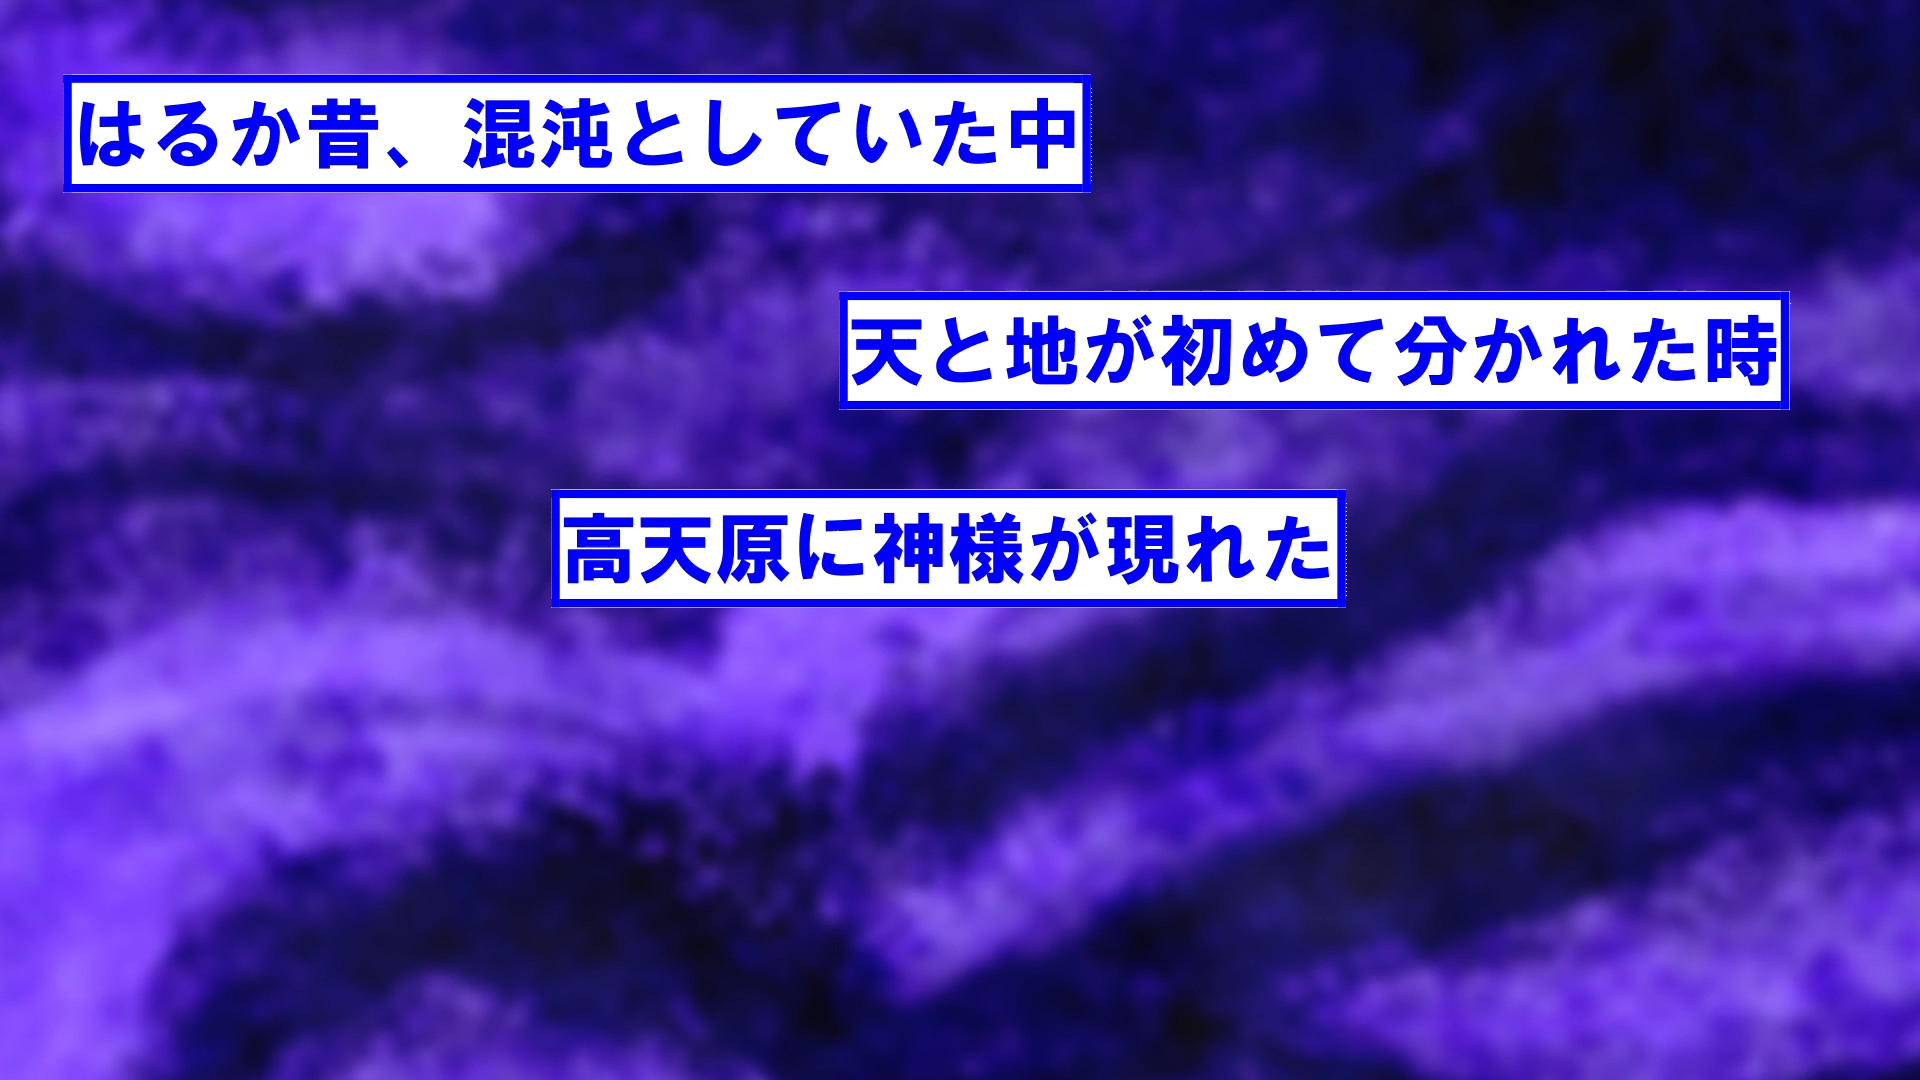 はるか昔、混沌としていた中
天と地が初めて分かれた時
高天原に神様が現れた